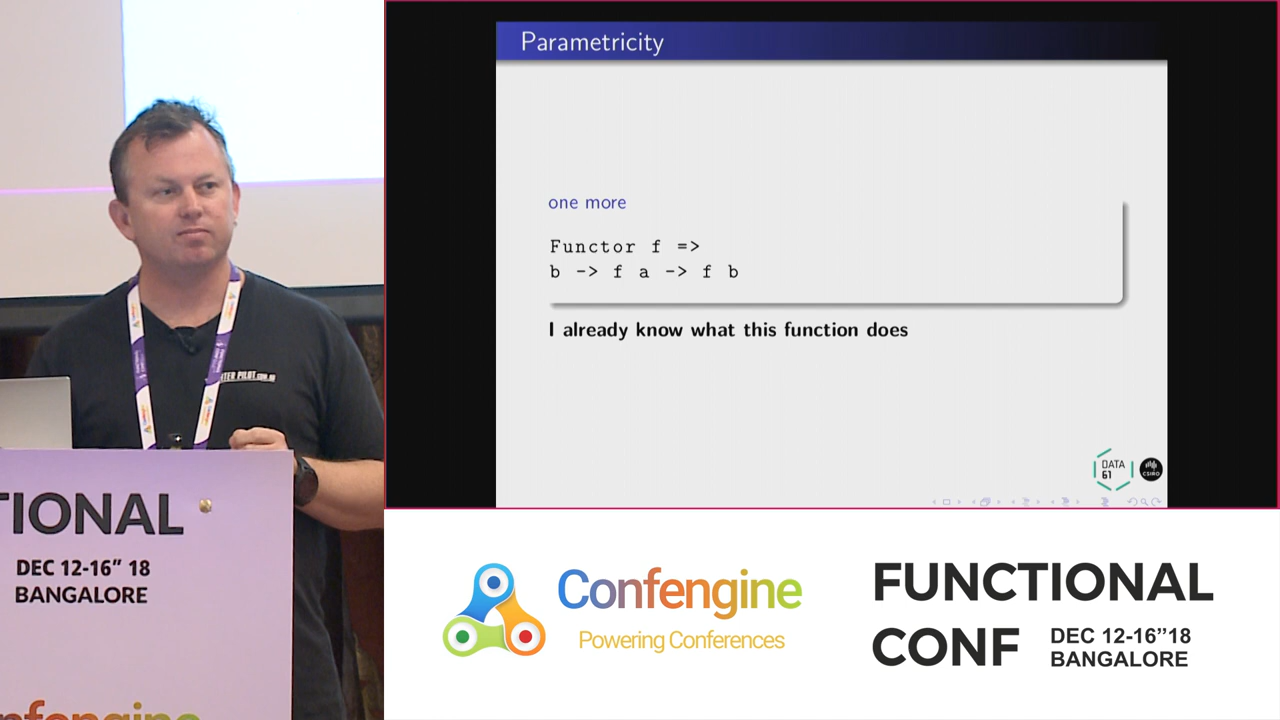 Parametricity
one more
Functor f =>
b -> f a -> f b
I already know what this function does
DATA
61
CSIRO
TIONAL
DEC 12-16” 18
BANGALORE
Confengine
Powering Conferences
FUNCTIONAL
CONF
DEC 12-16”18
BANGALORE